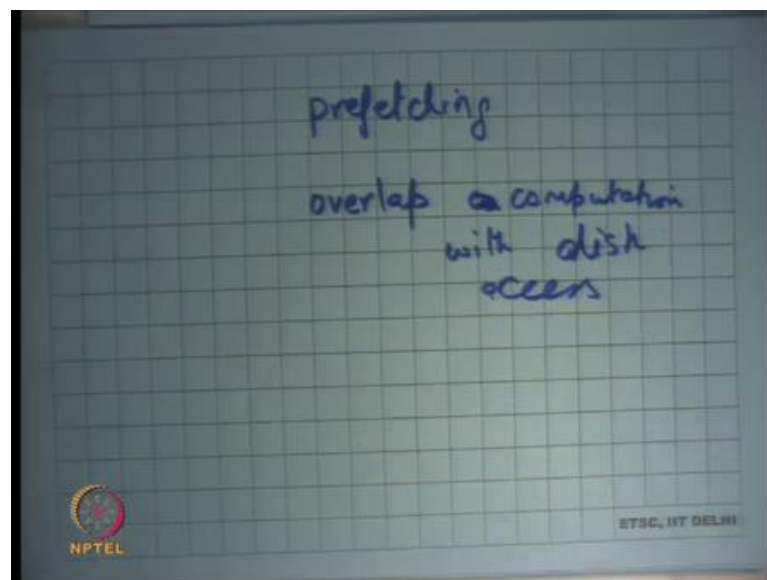 prefetching
overlap computation
with disk
access
NPTEL
ETSC, IIT DELHI